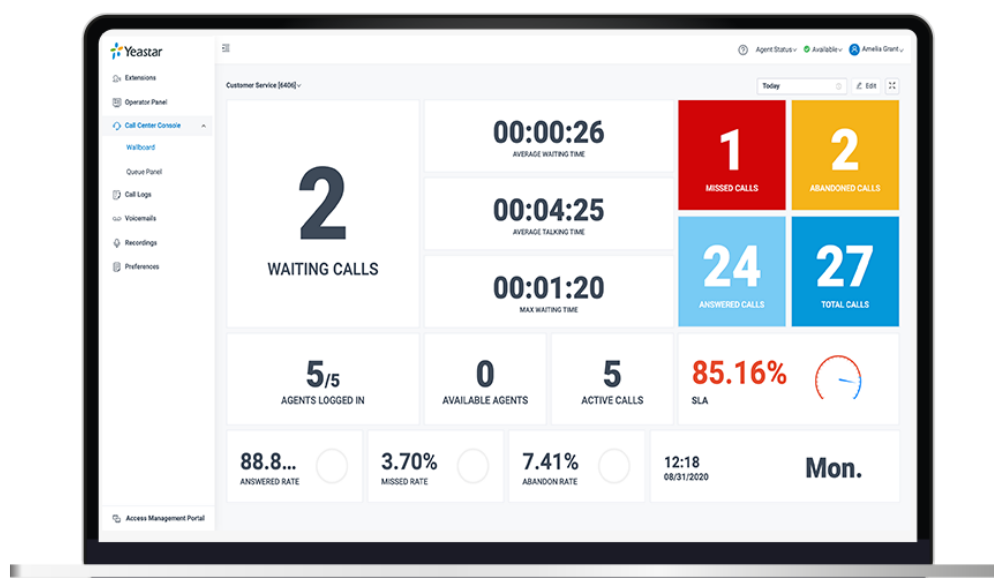 Yeastar
Agent Status
Available
Amelia Grant
Extensions
Operator Panel
Call Center Console
Wallboard
Queue Panel
Call Logs
Voicemails
Recordings
Preferences
Access Management Portal
Customer Service [6406]
Today
Edit
2
WAITING CALLS
00:00:26
AVERAGE WAITING TIME
00:04:25
AVERAGE TALKING TIME
00:01:20
MAX WAITING TIME
1
MISSED CALLS
2
ABANDONED CALLS
24
ANSWERED CALLS
27
TOTAL CALLS
5/5
AGENTS LOGGED IN
0
AVAILABLE AGENTS
5
ACTIVE CALLS
85.16%
SLA
88.8...
ANSWERED RATE
3.70%
MISSED RATE
7.41%
ABANDON RATE
12:18
08/31/2020
Mon.